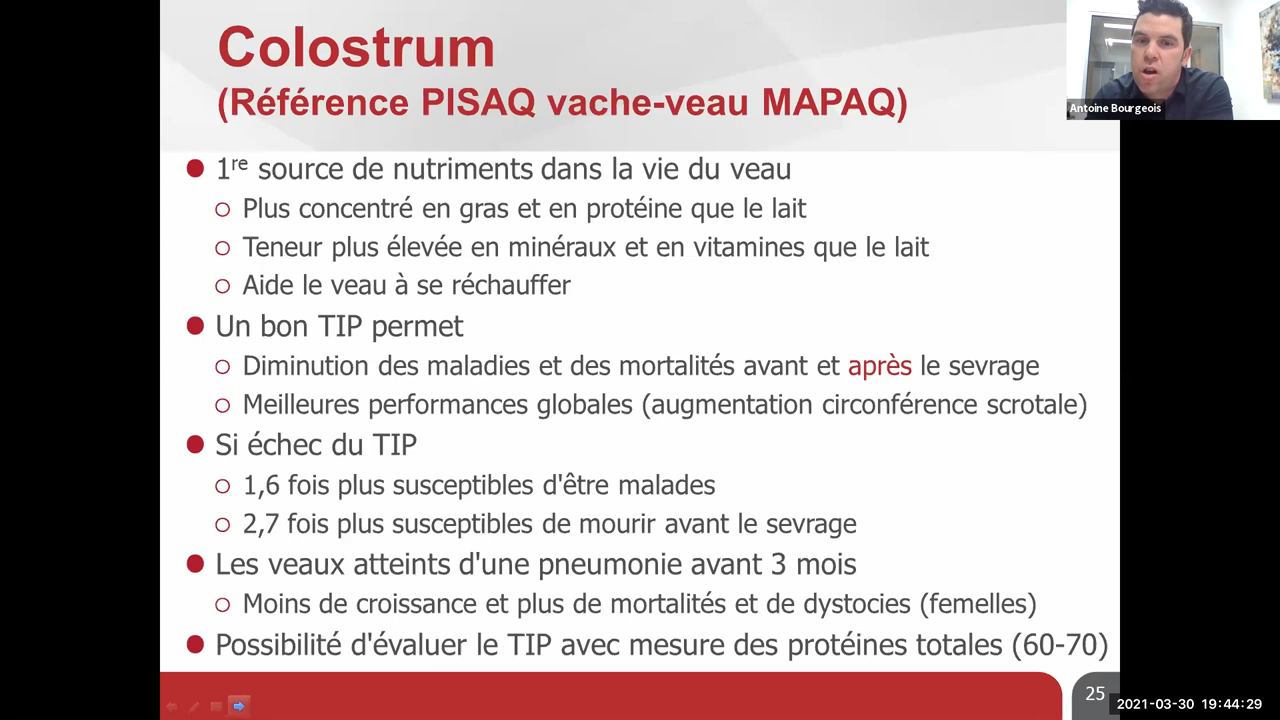 Colostrum
(Référence PISAQ vache-veau MAPAQ)
Antoine Bourgeois
1re source de nutriments dans la vie du veau
Plus concentré en gras et en protéine que le lait
Teneur plus élevée en minéraux et en vitamines que le lait
Aide le veau à se réchauffer
Un bon TIP permet
Diminution des maladies et des mortalités avant et après le sevrage
Meilleures performances globales (augmentation circonférence scrotale)
Si échec du TIP
1,6 fois plus susceptibles d'être malades
2,7 fois plus susceptibles de mourir avant le sevrage
Les veaux atteints d'une pneumonie avant 3 mois
Moins de croissance et plus de mortalités et de dystocies (femelles)
Possibilité d'évaluer le TIP avec mesure des protéines totales (60-70)
25
2021-03-30 19:44:29